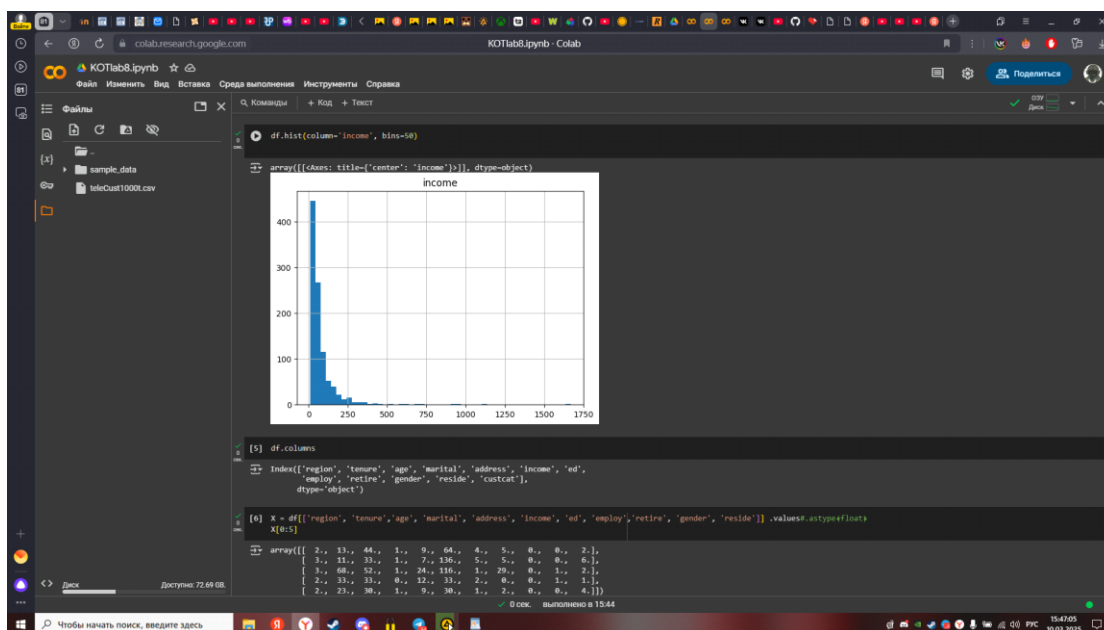 colab.research.google.com
KOTlab8.ipynb · Colab
KOTlab8.ipynb
Поделиться
Файл Изменить Вид Вставка Среда выполнения Инструменты Справка
Файлы
Команды + Код + Текст
ОЗУ
Диск
..
sample_data
teleCust1000t.csv
df.hist(column='income', bins=50)
array([[<Axes: title={'center': 'income'}>]], dtype=object)
income
400
300
200
100
0
0 250 500 750 1000 1250 1500 1750
[5] df.columns
Index(['region', 'tenure', 'age', 'marital', 'address', 'income', 'ed',
'employ', 'retire', 'gender', 'reside', 'custcat'],
dtype='object')
[6] X = df[['region', 'tenure','age', 'marital', 'address', 'income', 'ed', 'employ','retire', 'gender', 'reside']] .values#.astype(float)
X[0:5]
array([[ 2., 13., 44., 1., 9., 64., 4., 5., 0., 0., 2.],
[ 3., 11., 33., 1., 7., 136., 5., 5., 0., 0., 6.],
[ 3., 68., 52., 1., 24., 116., 1., 29., 0., 1., 2.],
[ 2., 33., 33., 0., 12., 33., 2., 0., 0., 1., 1.],
[ 2., 23., 30., 1., 9., 30., 1., 2., 0., 0., 4.]])
Диск Доступно: 72.69 GB.
0 сек. выполнено в 15:44
Чтобы начать поиск, введите здесь
РУС
15:47:05
10.03.2025